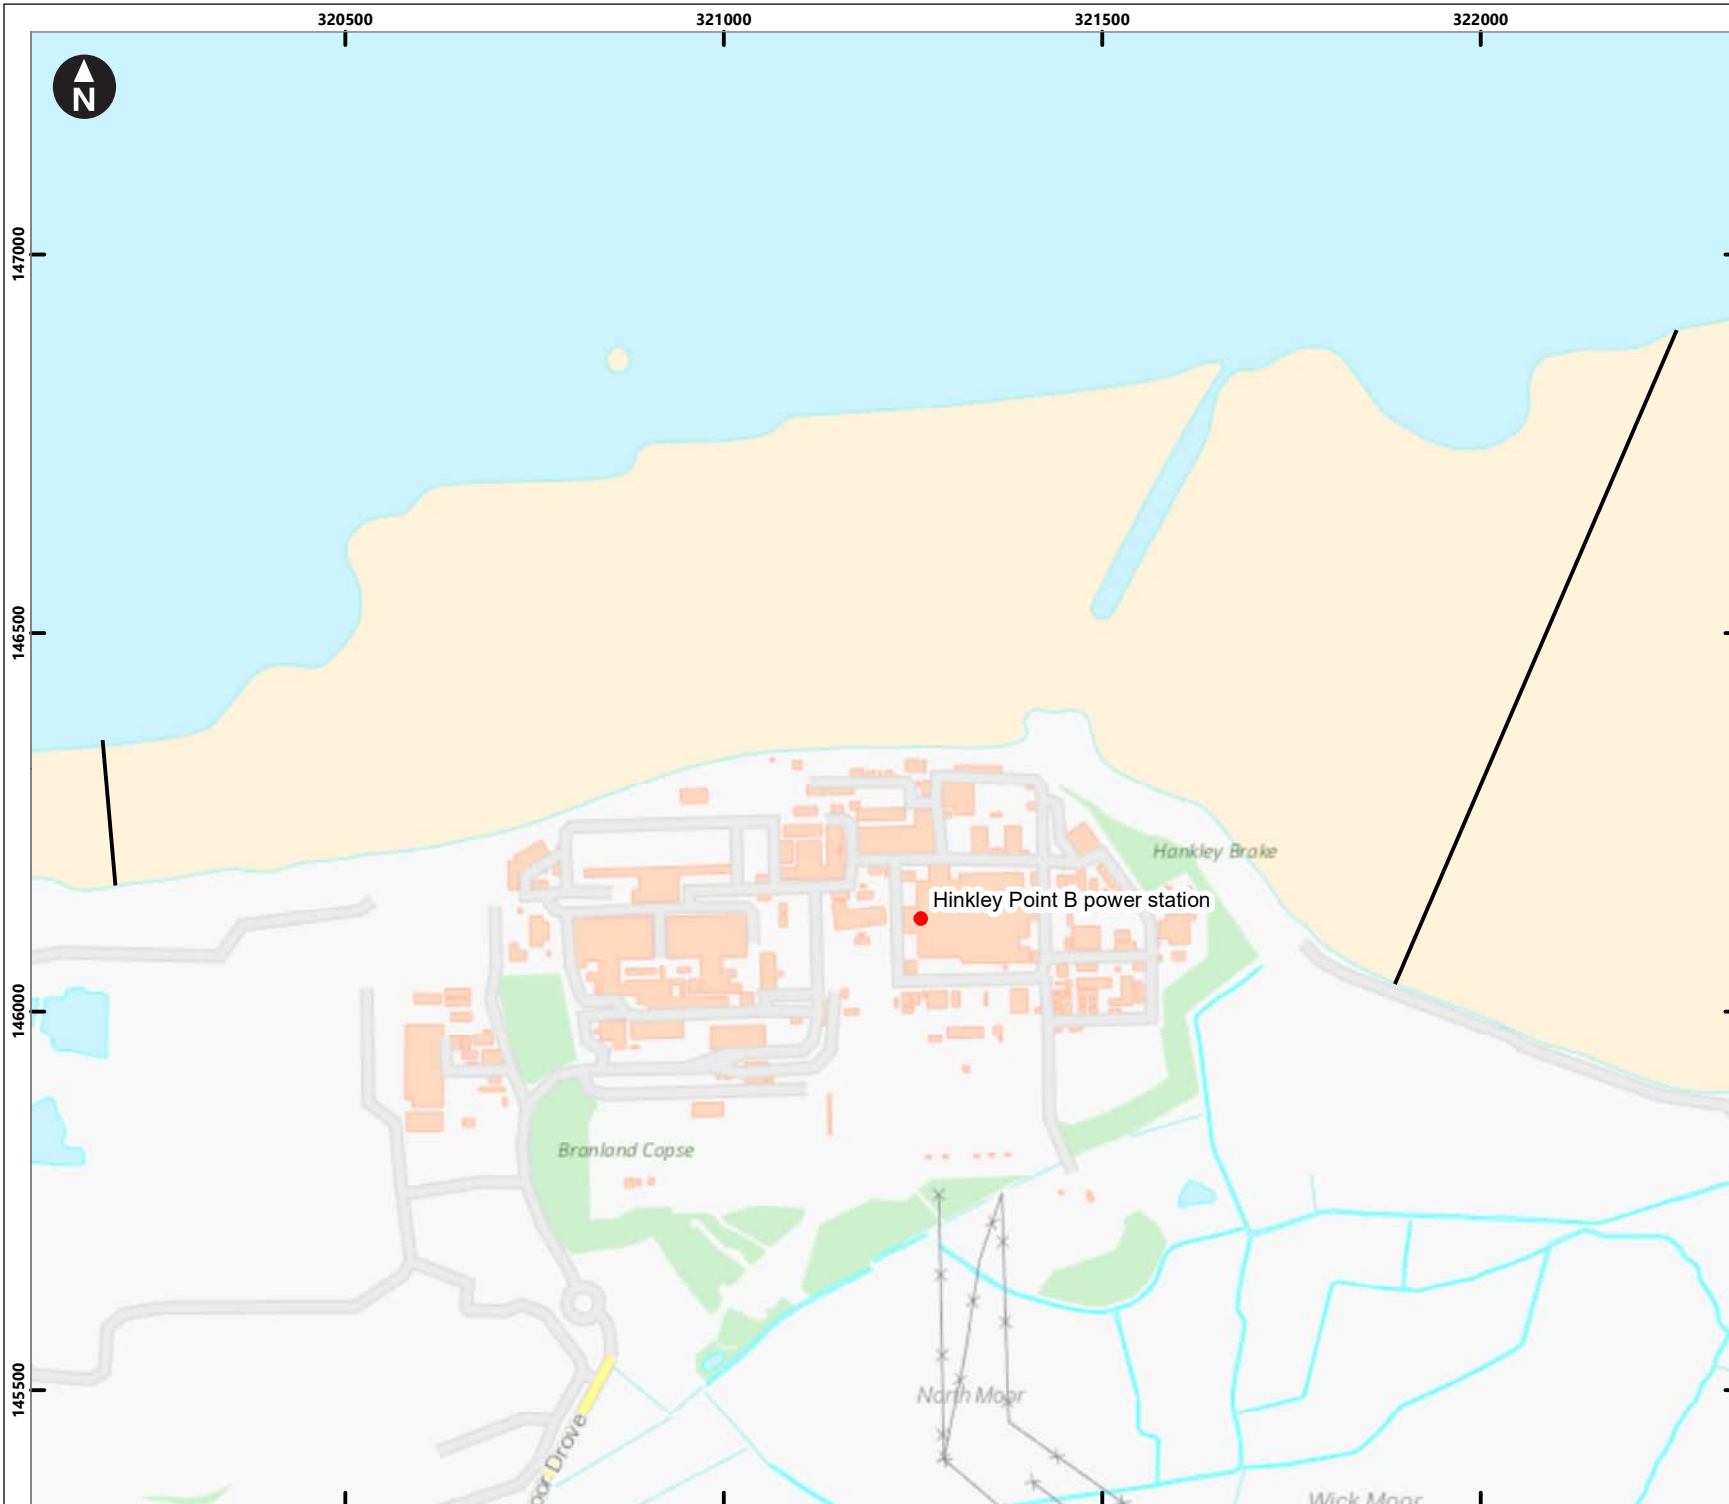 320500 321000 321500 322000
N
147000
146500
Hankley Brake
Hinkley Point B power station
146000
Branland Copse
145500
North Moor
Drove
Wick Moor